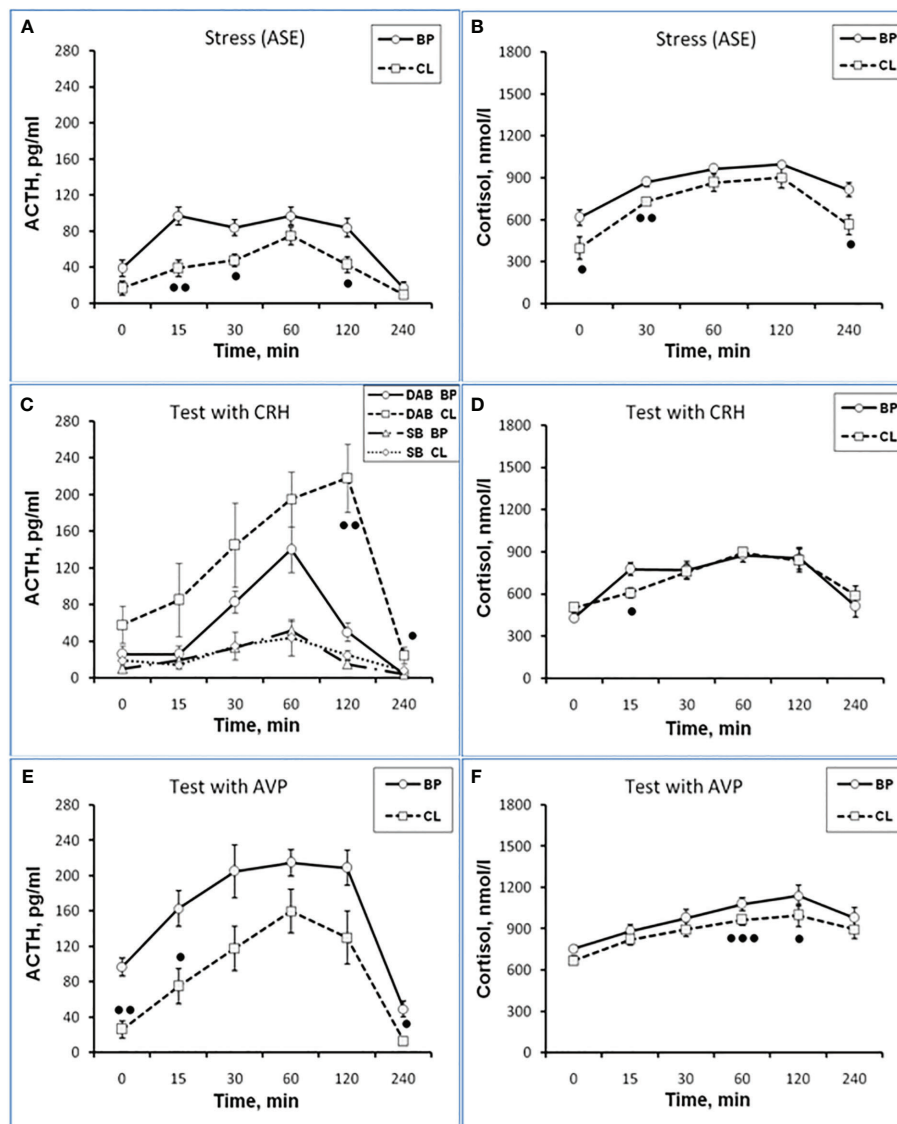 A
Stress (ASE)
BP
CL
ACTH, pg/ml
280
240
200
160
120
80
40
0
0 15 30 60 120 240
Time, min
B
Stress (ASE)
BP
CL
Cortisol, nmol/l
1800
1500
1200
900
600
300
0
0 30 60 120 240
Time, min
C
Test with CRH
DAB BP
DAB CL
SB BP
SB CL
ACTH, pg/ml
280
240
200
160
120
80
40
0
0 15 30 60 120 240
Time, min
D
Test with CRH
BP
CL
Cortisol, nmol/l
1800
1500
1200
900
600
300
0
0 15 30 60 120 240
Time, min
E
Test with AVP
BP
CL
ACTH, pg/ml
280
240
200
160
120
80
40
0
0 15 30 60 120 240
Time, min
F
Test with AVP
BP
CL
Cortisol, nmol/l
1800
1500
1200
900
600
300
0
0 15 30 60 120 240
Time, min